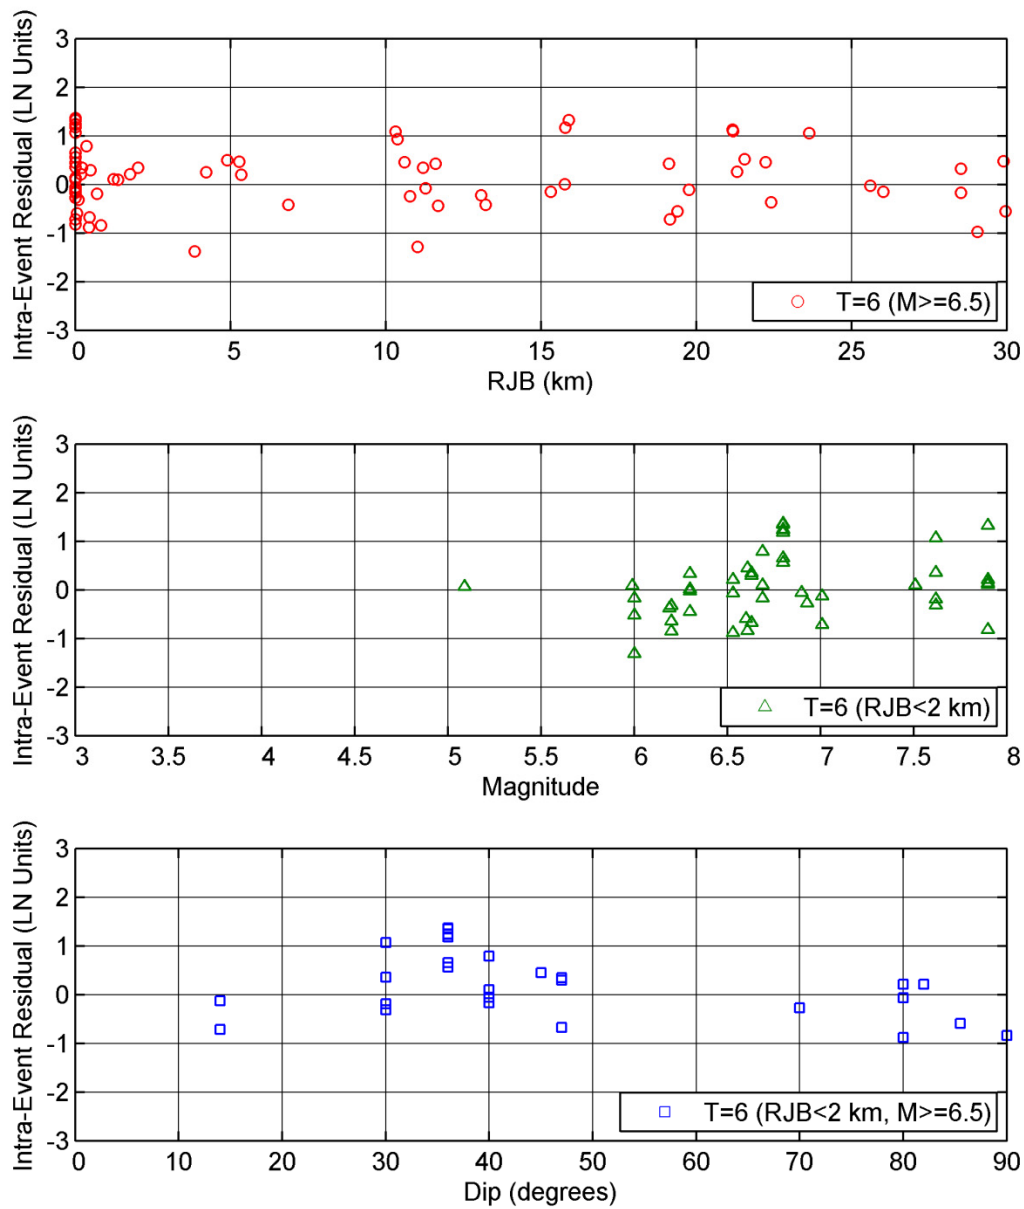 Intra-Event Residual (LN Units)
3
2
1
0
-1
-2
-3
T=6 (M>=6.5)
0 5 10 15 20 25 30
RJB (km)
Intra-Event Residual (LN Units)
3
2
1
0
-1
-2
-3
T=6 (RJB<2 km)
3 3.5 4 4.5 5 5.5 6 6.5 7 7.5 8
Magnitude
Intra-Event Residual (LN Units)
3
2
1
0
-1
-2
-3
T=6 (RJB<2 km, M>=6.5)
0 10 20 30 40 50 60 70 80 90
Dip (degrees)